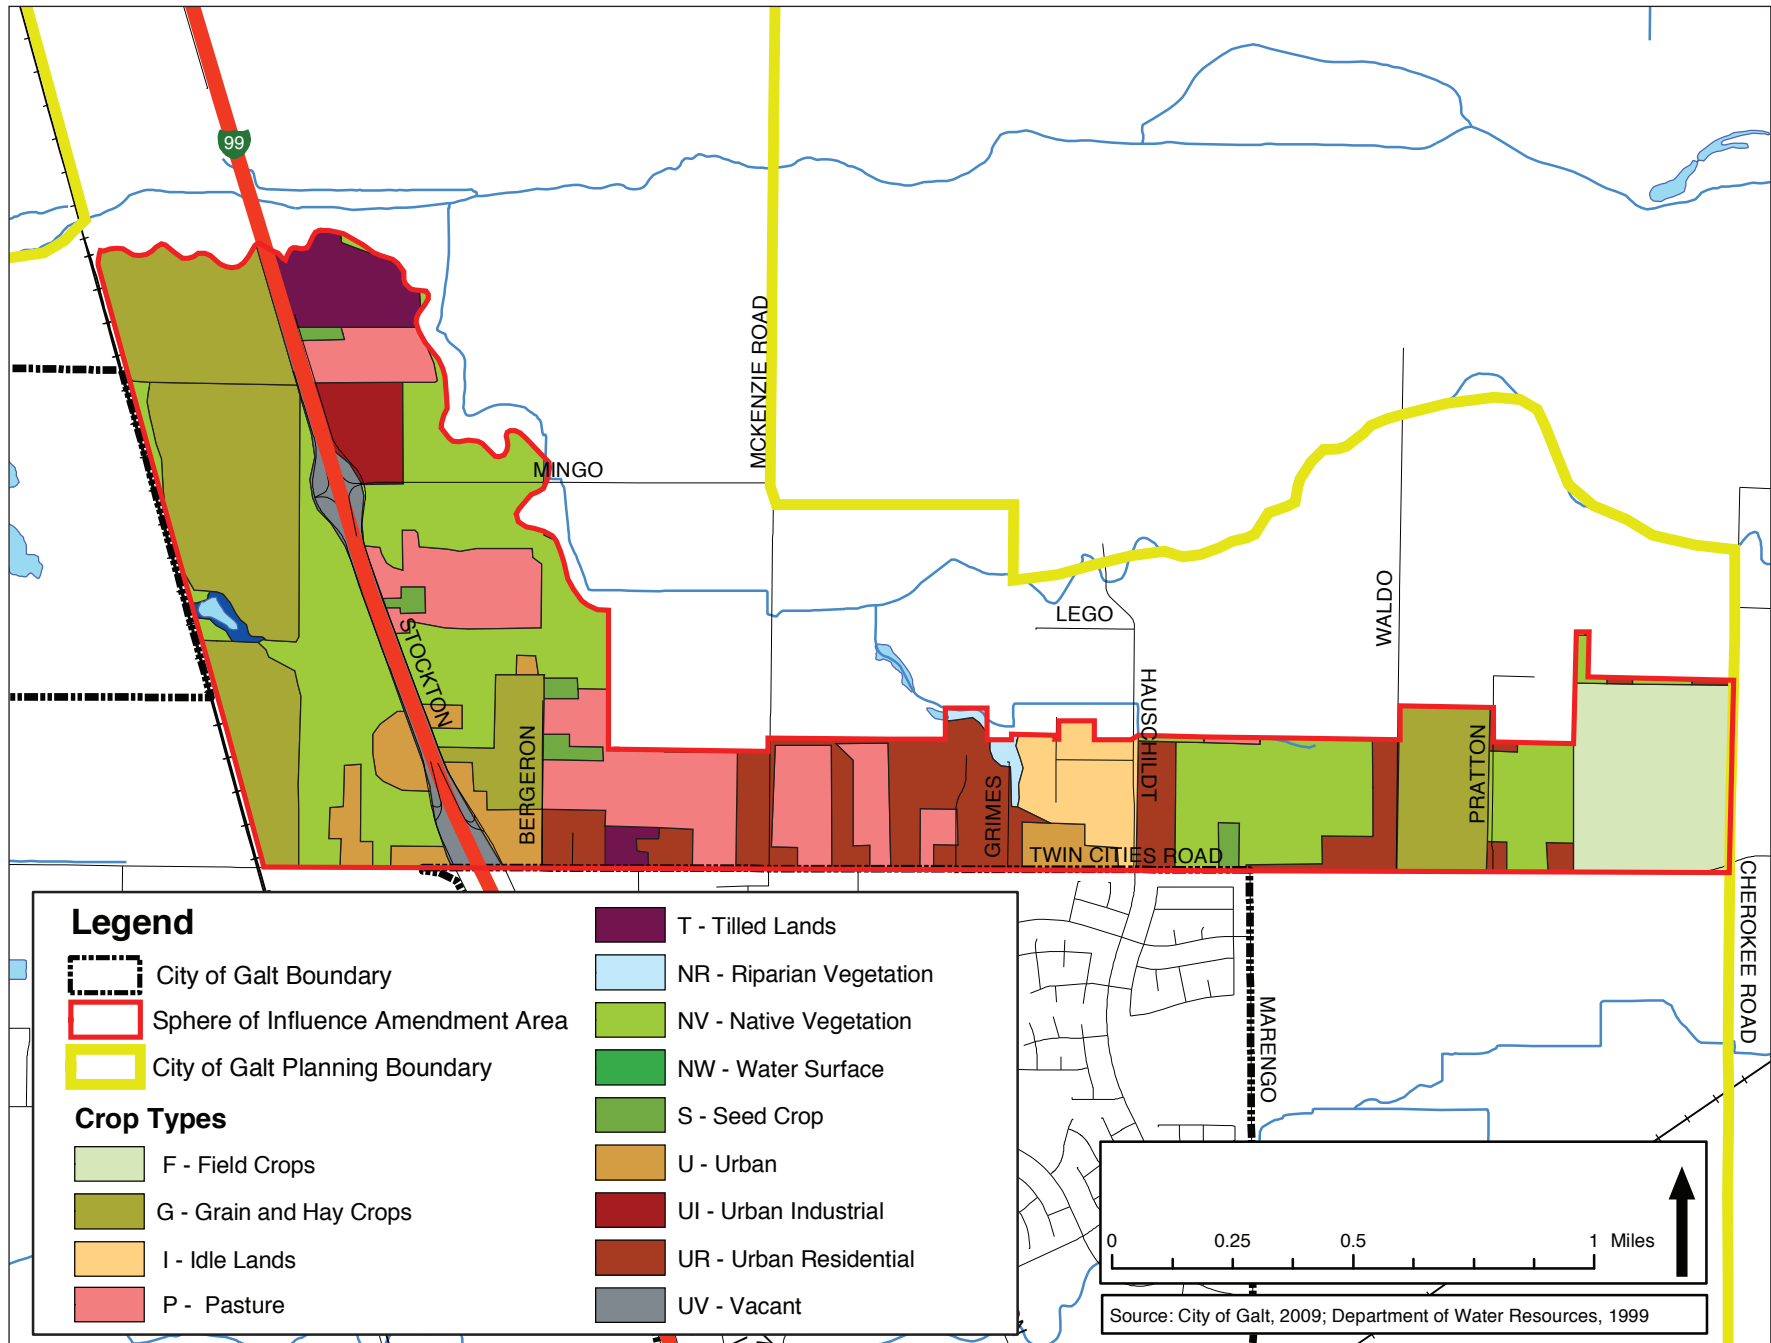 99
MCKENZIE ROAD
MINGO
LEGO
WALDO
STOCKTON
HAUSCHILDT
BERGERON
GRIMES
PRATTON
TWIN CITIES ROAD
CHEROKEE ROAD
MARENGO
Legend
City of Galt Boundary
Sphere of Influence Amendment Area
City of Galt Planning Boundary
Crop Types
F - Field Crops
G - Grain and Hay Crops
I - Idle Lands
P - Pasture
T - Tilled Lands
NR - Riparian Vegetation
NV - Native Vegetation
NW - Water Surface
S - Seed Crop
U - Urban
UI - Urban Industrial
UR - Urban Residential
UV - Vacant
0 0.25 0.5 1 Miles
Source: City of Galt, 2009; Department of Water Resources, 1999